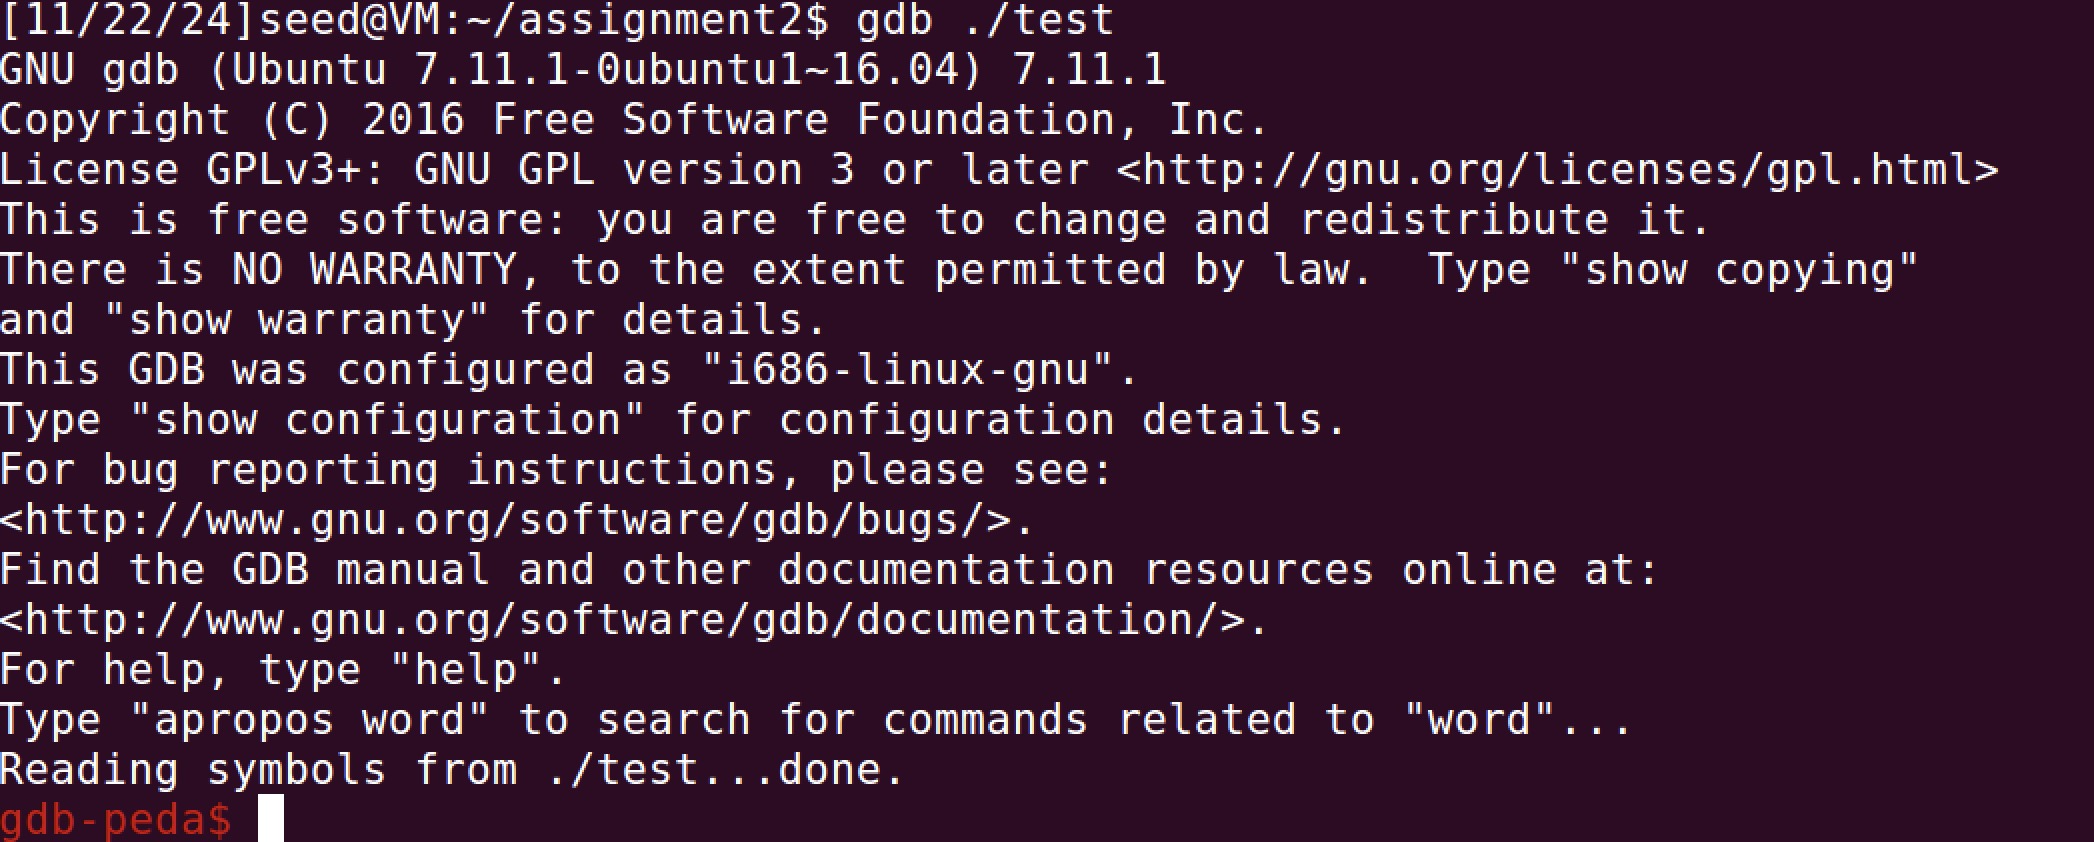 [11/22/24]seed@VM:~/assignment2$ gdb ./test
GNU gdb (Ubuntu 7.11.1-0ubuntu1~16.04) 7.11.1
Copyright (C) 2016 Free Software Foundation, Inc.
License GPLv3+: GNU GPL version 3 or later <http://gnu.org/licenses/gpl.html>
This is free software: you are free to change and redistribute it.
There is NO WARRANTY, to the extent permitted by law.  Type "show copying"
and "show warranty" for details.
This GDB was configured as "i686-linux-gnu".
Type "show configuration" for configuration details.
For bug reporting instructions, please see:
<http://www.gnu.org/software/gdb/bugs/>.
Find the GDB manual and other documentation resources online at:
<http://www.gnu.org/software/gdb/documentation/>.
For help, type "help".
Type "apropos word" to search for commands related to "word"...
Reading symbols from ./test...done.
gdb-peda$